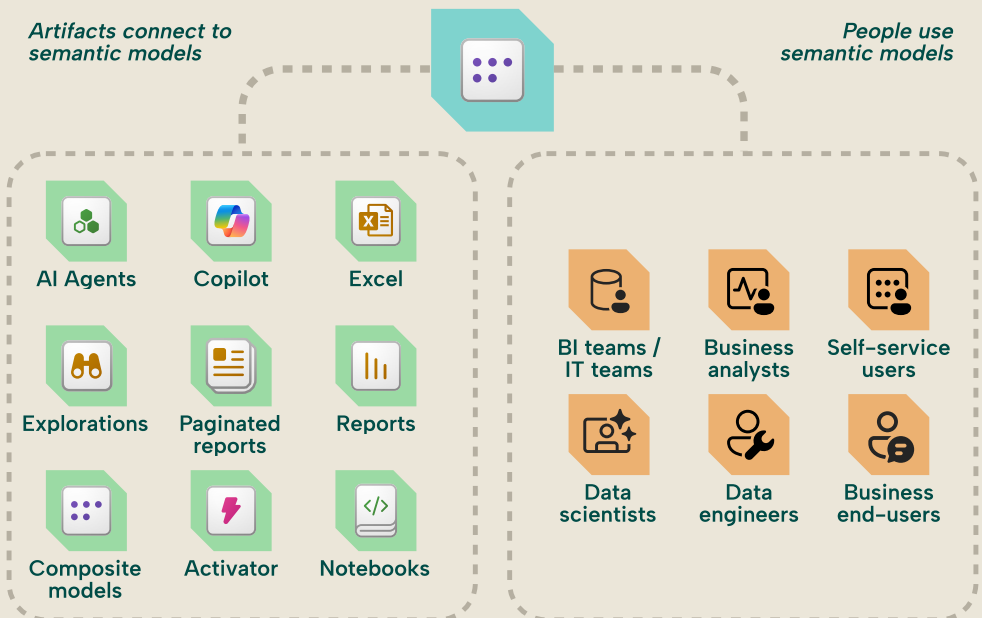 Artifacts connect to
semantic models
People use
semantic models
AI Agents
Copilot
Excel
Explorations
Paginated
reports
Reports
Composite
models
Activator
Notebooks
BI teams /
IT teams
Business
analysts
Self-service
users
Data
scientists
Data
engineers
Business
end-users